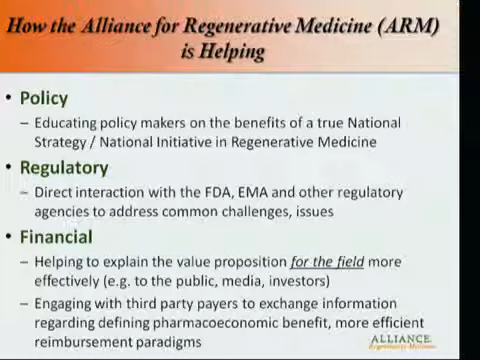 How the Alliance for Regenerative Medicine (ARM)
is Helping
• Policy
– Educating policy makers on the benefits of a true National
Strategy / National Initiative in Regenerative Medicine
• Regulatory
– Direct interaction with the FDA, EMA and other regulatory
agencies to address common challenges, issues
• Financial
– Helping to explain the value proposition for the field more
effectively (e.g. to the public, media, investors)
– Engaging with third party payers to exchange information
regarding defining pharmacoeconomic benefit, more efficient
reimbursement paradigms
ALLIANCE
Regenerative Medicine